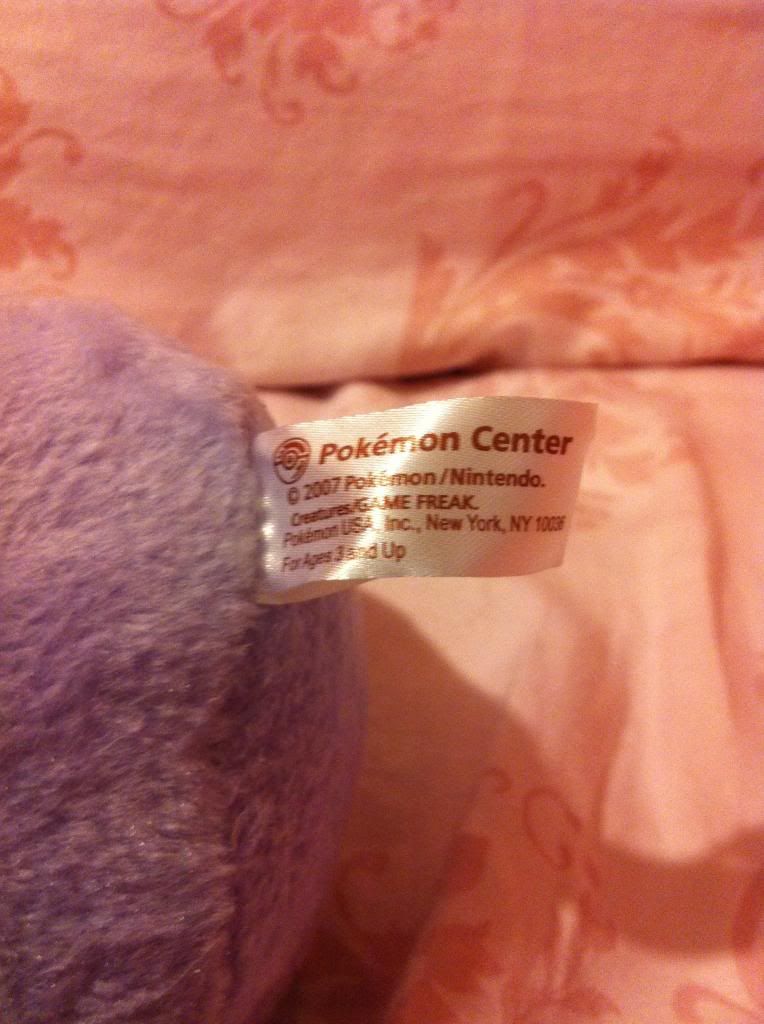 Pokémon Center
© 2007 Pokémon/Nintendo.
Creatures/GAME FREAK.
Pokémon USA, Inc., New York, NY 10036
For Ages 3 and Up